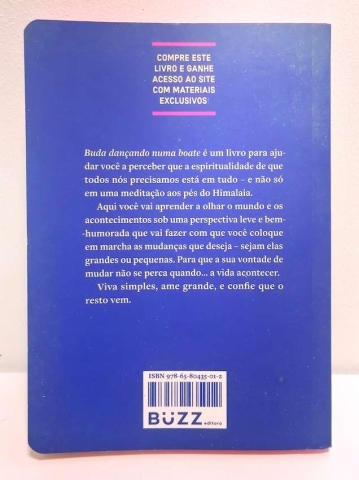 COMPRE ESTE
LIVRO E GANHE
ACESSO AO SITE
COM MATERIAIS
EXCLUSIVOS
Buda dançando numa boate é um livro para aju-
dar você a perceber que a espiritualidade de que
todos nós precisamos está em tudo – e não só
em uma meditação aos pés do Himalaia.
Aqui você vai aprender a olhar o mundo e os
acontecimentos sob uma perspectiva leve e bem-
humorada que vai fazer com que você coloque
em marcha as mudanças que deseja – sejam elas
grandes ou pequenas. Para que a sua vontade de
mudar não se perca quando... a vida acontecer.
Viva simples, ame grande, e confie que o
resto vem.
ISBN 978-65-80435-01-2
BUZZ
editora